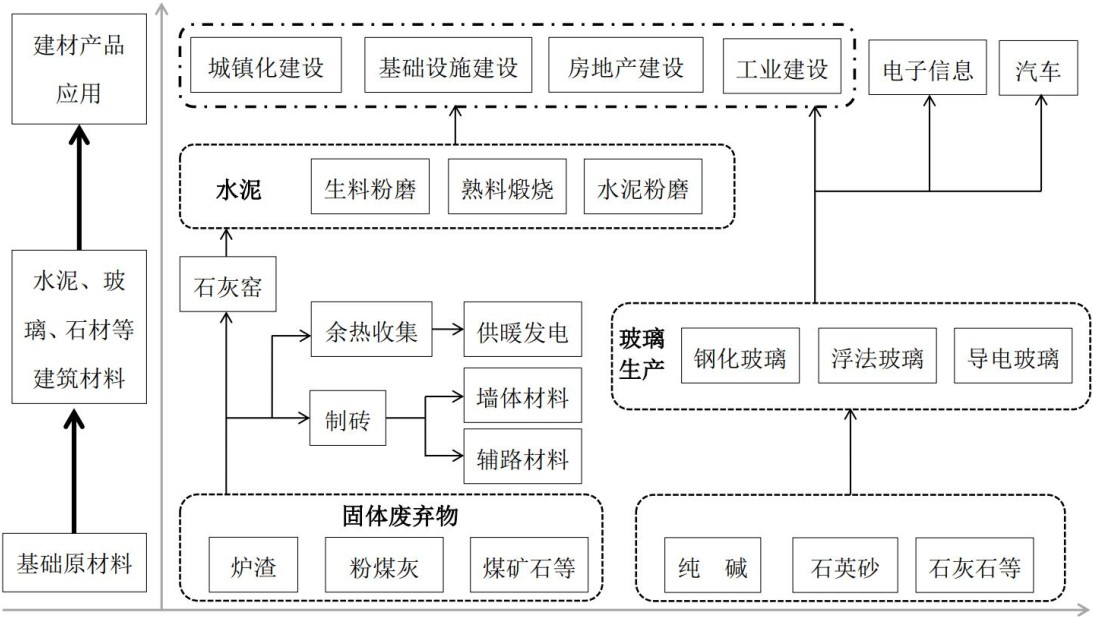 建材产品
应用
城镇化建设
基础设施建设
房地产建设
工业建设
电子信息
汽车
水泥
生料粉磨
熟料煅烧
水泥粉磨
水泥、玻
璃、石材等
建筑材料
石灰窑
余热收集
供暖发电
制砖
墙体材料
辅路材料
玻璃
生产
钢化玻璃
浮法玻璃
导电玻璃
基础原材料
固体废弃物
炉渣
粉煤灰
煤矿石等
纯 碱
石英砂
石灰石等